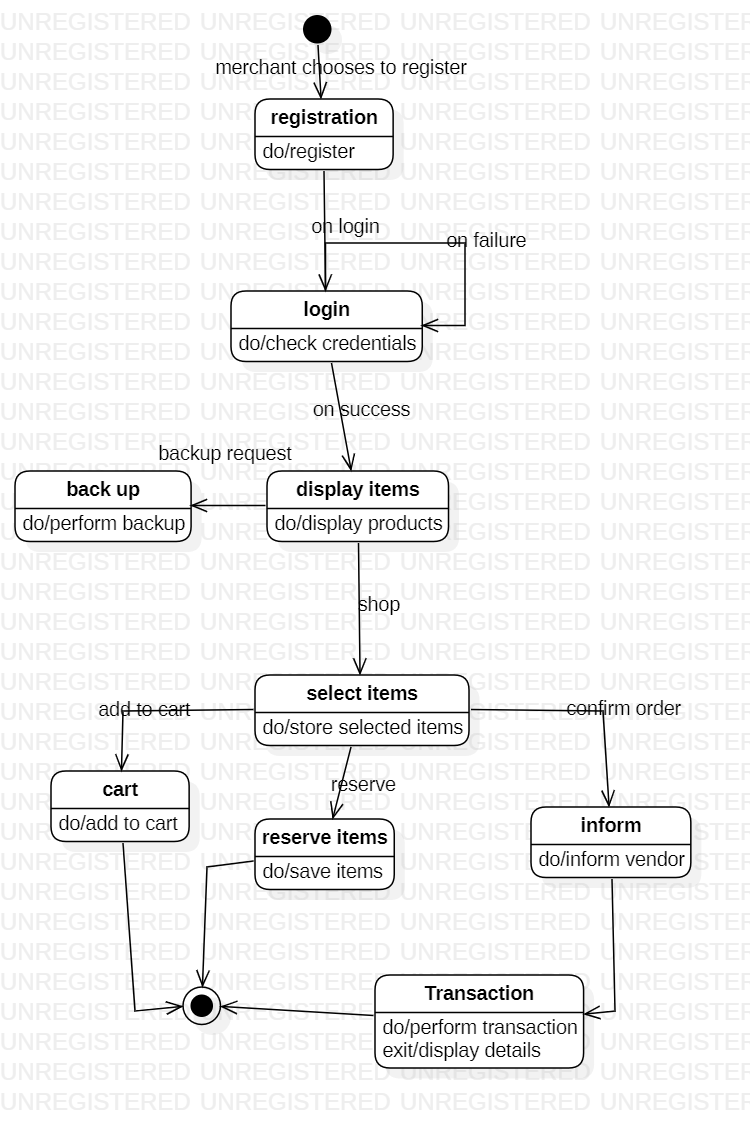 merchant chooses to register
registration
do/register
on login
on failure
login
do/check credentials
on success
backup request
back up
do/perform backup
display items
do/display products
shop
select items
do/store selected items
add to cart
confirm order
cart
do/add to cart
reserve
reserve items
do/save items
inform
do/inform vendor
Transaction
do/perform transaction
exit/display details
UNREGISTERED